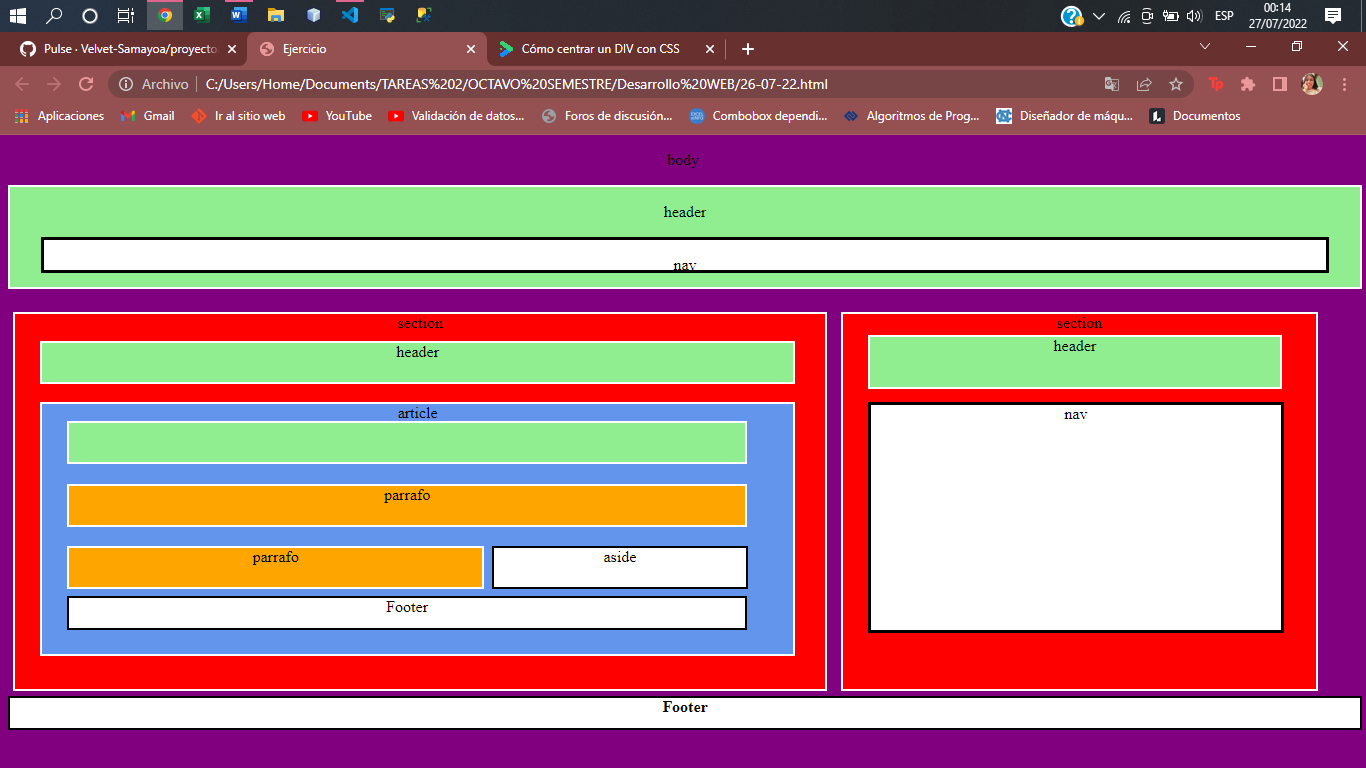 ESP
00:14
27/07/2022
Pulse · Velvet-Samayoa/proyecto
Ejercicio
Cómo centrar un DIV con CSS
Archivo
C:/Users/Home/Documents/TAREAS%202/OCTAVO%20SEMESTRE/Desarrollo%20WEB/26-07-22.html
Tp
Aplicaciones
Gmail
Ir al sitio web
YouTube
Validación de datos...
Foros de discusión...
Combobox dependi...
Algoritmos de Prog...
Diseñador de máqu...
Documentos
body
header
nav
section
header
article
parrafo
parrafo
aside
Footer
section
header
nav
Footer